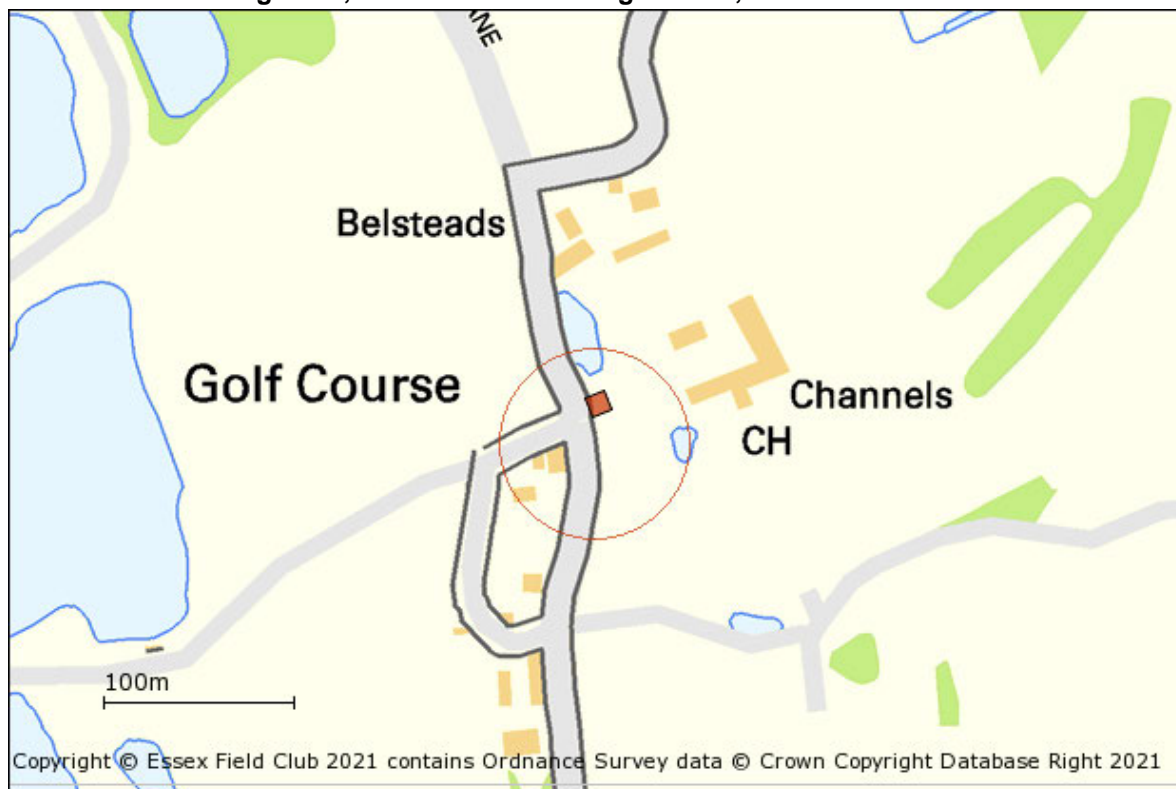 ANE
Belsteads
Golf Course
Channels
CH
100m
Copyright © Essex Field Club 2021 contains Ordnance Survey data © Crown Copyright Database Right 2021